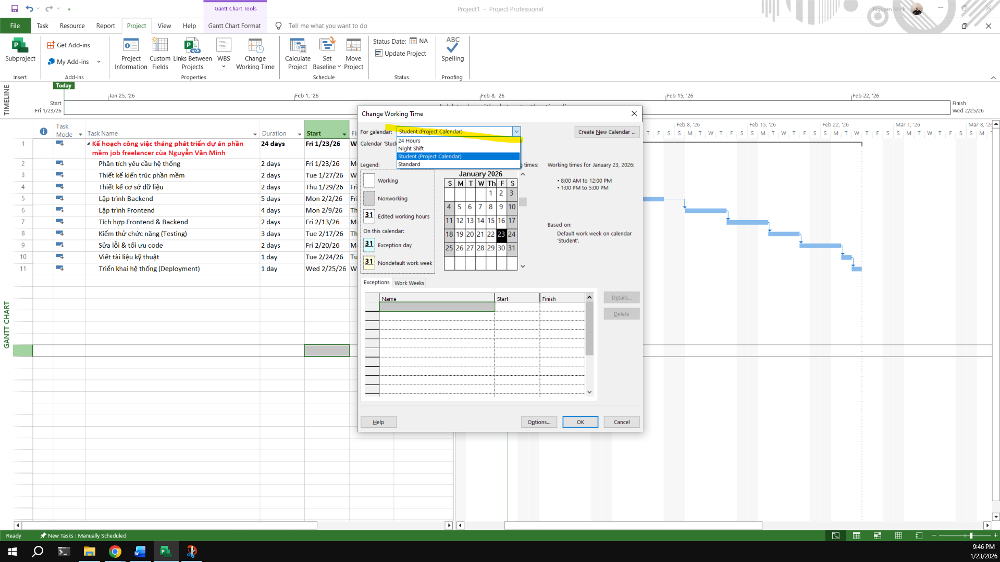 Gantt Chart Tools
Project1 - Project Professional
Nguyen Minh
File Task Resource Report Project View Help Gantt Chart Format Tell me what you want to do
Subproject
Get Add-ins
My Add-ins
Project Information
Custom Fields
Links Between Projects
WBS
Change Working Time
Calculate Project
Set Baseline
Move Project
Status Date: NA
Update Project
ABC
Spelling
Insert Add-ins Properties Schedule Status Proofing
TIMELINE
Today
Jan 25, '26 Feb 1, '26 Feb 8, '26 Feb 15, '26 Feb 22, '26
Start
Fri 1/23/26
Finish
Wed 2/25/26
GANTT CHART
Task Mode Task Name Duration Start
1 Kế hoạch công việc tháng phát triển dự án phần 24 days Fri 1/23/26 W
mềm job freelancer của Nguyễn Văn Minh
2 Phân tích yêu cầu hệ thống 2 days Fri 1/23/26
3 Thiết kế kiến trúc phần mềm 2 days Tue 1/27/26
4 Thiết kế cơ sở dữ liệu 2 days Thu 1/29/26 Fri
5 Lập trình Backend 5 days Mon 2/2/26 Fri
6 Lập trình Frontend 4 days Mon 2/9/26 Th
7 Tích hợp Frontend & Backend 2 days Fri 2/13/26
8 Kiểm thử chức năng (Testing) 3 days Tue 2/17/26 Th
9 Sửa lỗi & tối ưu code 2 days Fri 2/20/26
10 Viết tài liệu kỹ thuật 1 day Tue 2/24/26 Tu
11 Triển khai hệ thống (Deployment) 1 day Wed 2/25/26 W
Feb 8, '26 Feb 15, '26 Feb 22, '26 Mar 1, '26 Mar 8, '26
T F S S M T W T F S S M T W T F S S M T W T F S S M T W T F S S M
Change Working Time
For calendar: Student (Project Calendar)
Create New Calendar ...
24 Hours
Night Shift
Student (Project Calendar)
Standard
Calendar 'Stude
Legend:
Working
Nonworking
31 Edited working hours
On this calendar:
31 Exception day
31 Nondefault work week
times:
January 2026
S M T W Th F S
1 2 3
4 5 6 7 8 9 10
11 12 13 14 15 16 17
18 19 20 21 22 23 24
25 26 27 28 29 30 31
Working times for January 23, 2026:
• 8:00 AM to 12:00 PM
• 1:00 PM to 5:00 PM
Based on:
Default work week on calendar
'Student'.
Exceptions Work Weeks
Name Start Finish
Details...
Delete
Help Options... OK Cancel
Ready New Tasks : Manually Scheduled
9:46 PM
1/23/2026